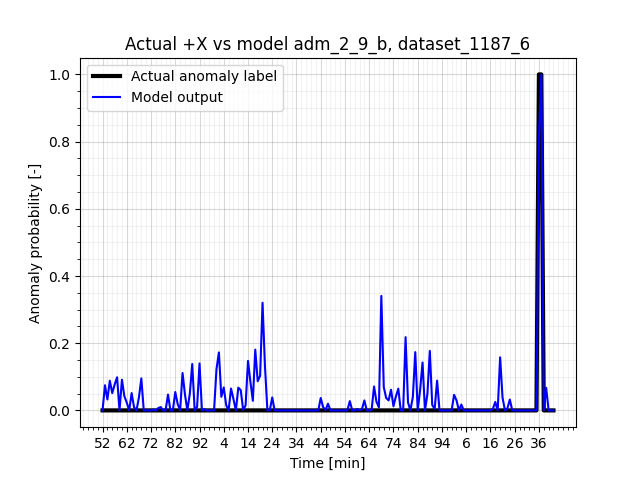 Actual +X vs model adm_2_9_b, dataset_1187_6
Actual anomaly label
Model output
Anomaly probability [-]
1.0
0.8
0.6
0.4
0.2
0.0
52 62 72 82 92 4 14 24 34 44 54 64 74 84 94 6 16 26 36
Time [min]